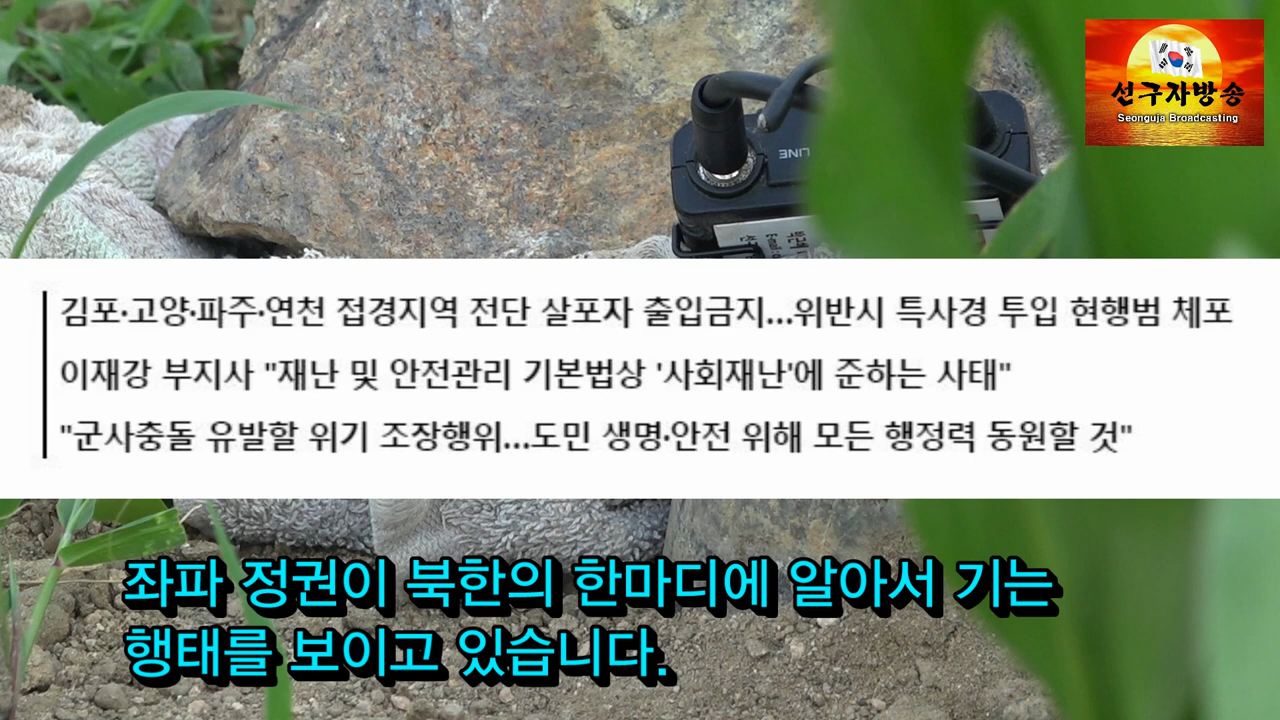 선구자방송
Seonguja Broadcasting
LINE
김포·고양·파주·연천 접경지역 전단 살포자 출입금지...위반시 특사경 투입 현행범 체포
이재강 부지사 "재난 및 안전관리 기본법상 '사회재난'에 준하는 사태"
"군사충돌 유발할 위기 조장행위...도민 생명·안전 위해 모든 행정력 동원할 것"
좌파 정권이 북한의 한마디에 알아서 기는
행태를 보이고 있습니다.